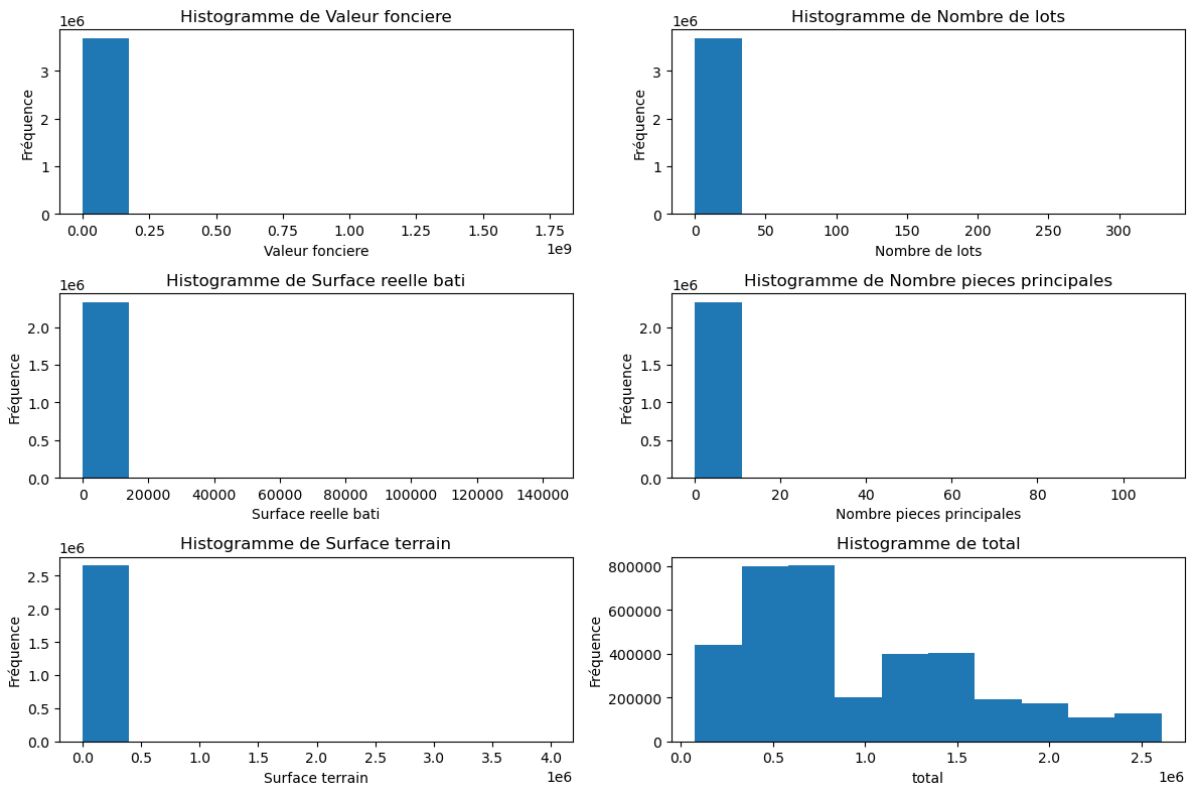 Histogramme de Valeur fonciere
1e6
Fréquence
3
2
1
0
0.00 0.25 0.50 0.75 1.00 1.25 1.50 1.75
1e9
Valeur fonciere
Histogramme de Nombre de lots
1e6
Fréquence
3
2
1
0
0 50 100 150 200 250 300
Nombre de lots
Histogramme de Surface reelle bati
1e6
Fréquence
2.0
1.5
1.0
0.5
0.0
0 20000 40000 60000 80000 100000 120000 140000
Surface reelle bati
Histogramme de Nombre pieces principales
1e6
Fréquence
2.0
1.5
1.0
0.5
0.0
0 20 40 60 80 100
Nombre pieces principales
Histogramme de Surface terrain
1e6
Fréquence
2.5
2.0
1.5
1.0
0.5
0.0
0.0 0.5 1.0 1.5 2.0 2.5 3.0 3.5 4.0
1e6
Surface terrain
Histogramme de total
Fréquence
800000
600000
400000
200000
0
0.0 0.5 1.0 1.5 2.0 2.5
1e6
total